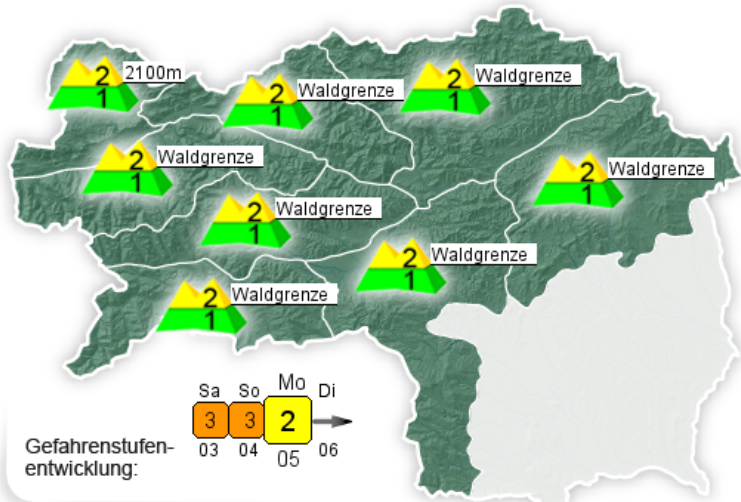 2 2100m
1
2 Waldgrenze
1
2 Waldgrenze
1
2 Waldgrenze
1
2 Waldgrenze
1
2 Waldgrenze
1
2 Waldgrenze
1
2 Waldgrenze
1
Sa So Mo Di
3 3 2
03 04 05 06
Gefahrenstufen-
entwicklung: